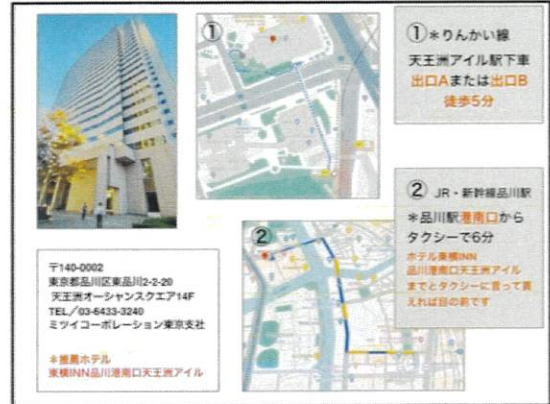 ①
①＊りんかい線
天王洲アイル駅下車
出口Aまたは出口B
徒歩5分
② JR・新幹線品川駅
＊品川駅港南口から
タクシーで6分
ホテル東横INN
品川港南口天王洲アイル
までとタクシーに言って貰
えれば目の前です
②
〒140-0002
東京都品川区東品川2-2-20
天王洲オーシャンスクエア14F
TEL／03-6433-3240
ミツイコーポレーション東京支社
＊推薦ホテル
東横INN品川港南口天王洲アイル